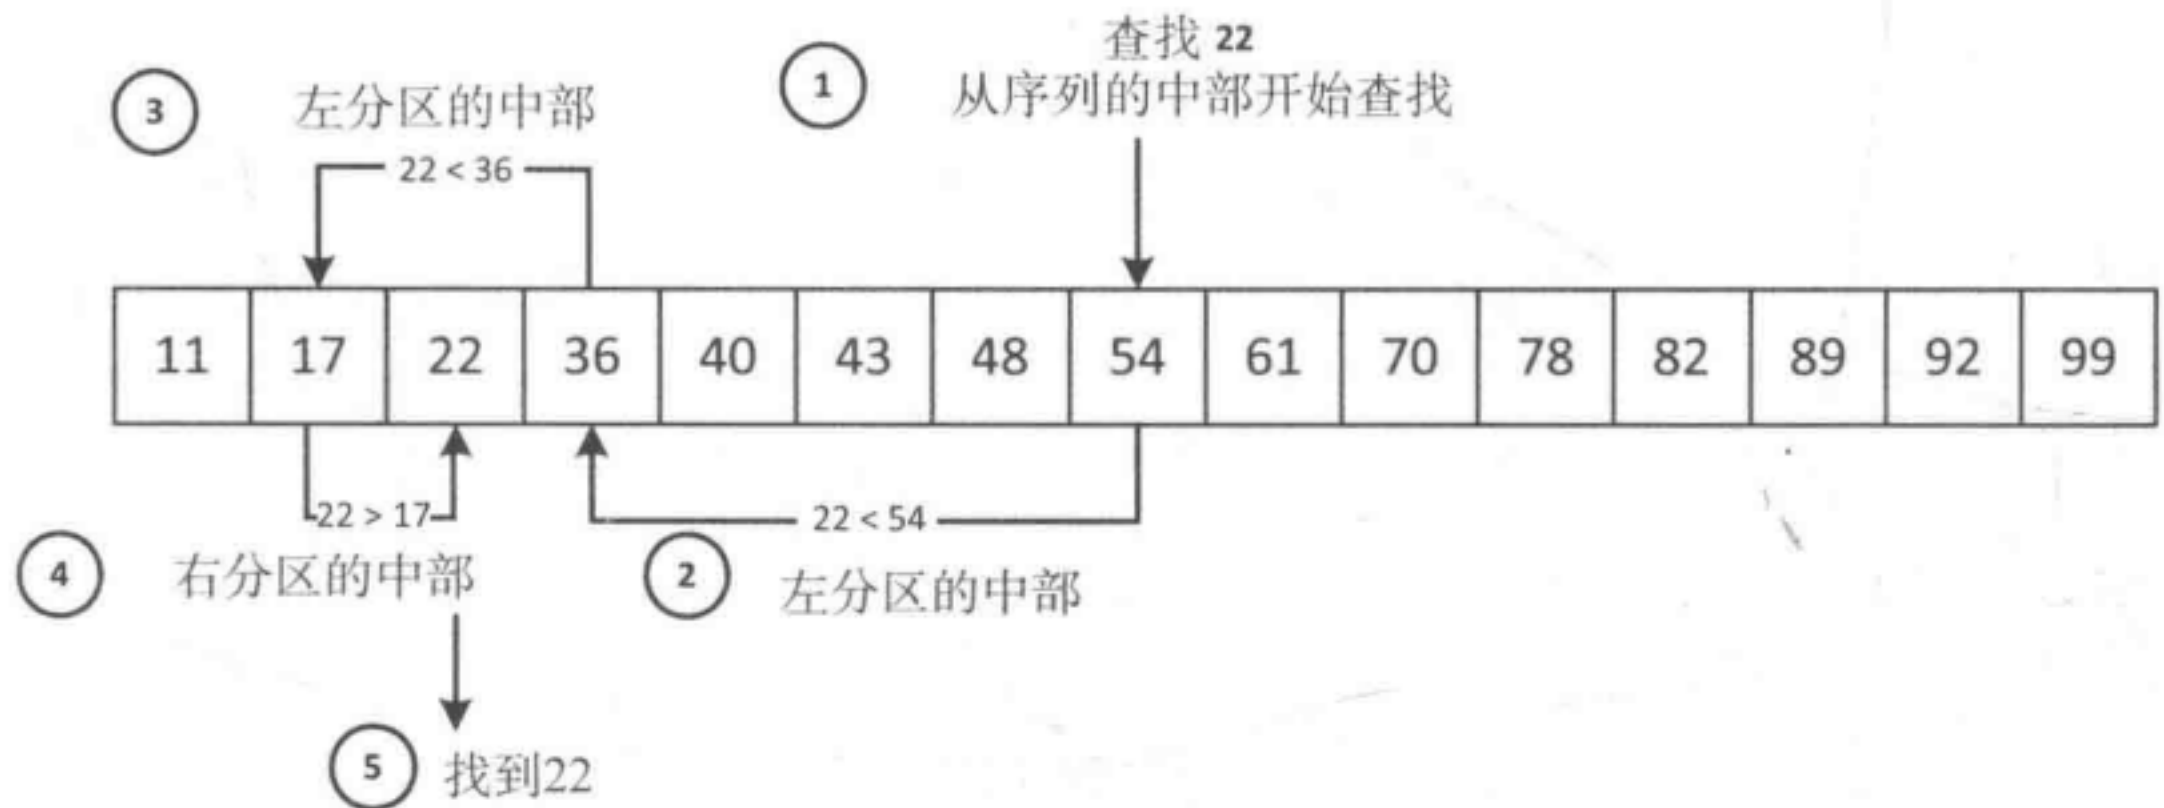 查找 22
1
从序列的中部开始查找
3
左分区的中部
22 < 36
11 17 22 36 40 43 48 54 61 70 78 82 89 92 99
22 > 17
22 < 54
4
右分区的中部
2
左分区的中部
5
找到22